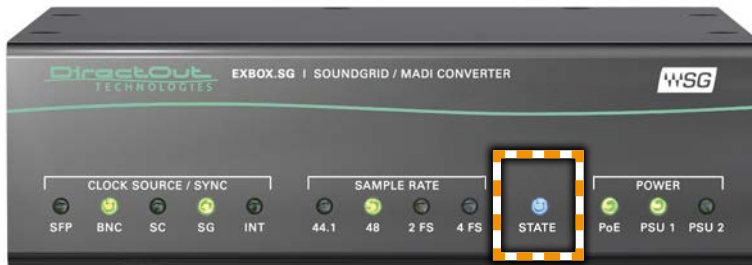 DirectOut
TECHNOLOGIES
EXBOX.SG | SOUNDGRID / MADI CONVERTER
WSG
CLOCK SOURCE / SYNC
SAMPLE RATE
POWER
SFP BNC SC SG INT
44.1 48 2 FS 4 FS
STATE
PoE PSU 1 PSU 2